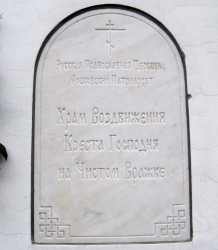 Русская Православная Церковь
Московский Патриархат
Храм Воздвижения
Креста Господня
на Чистом Вражке